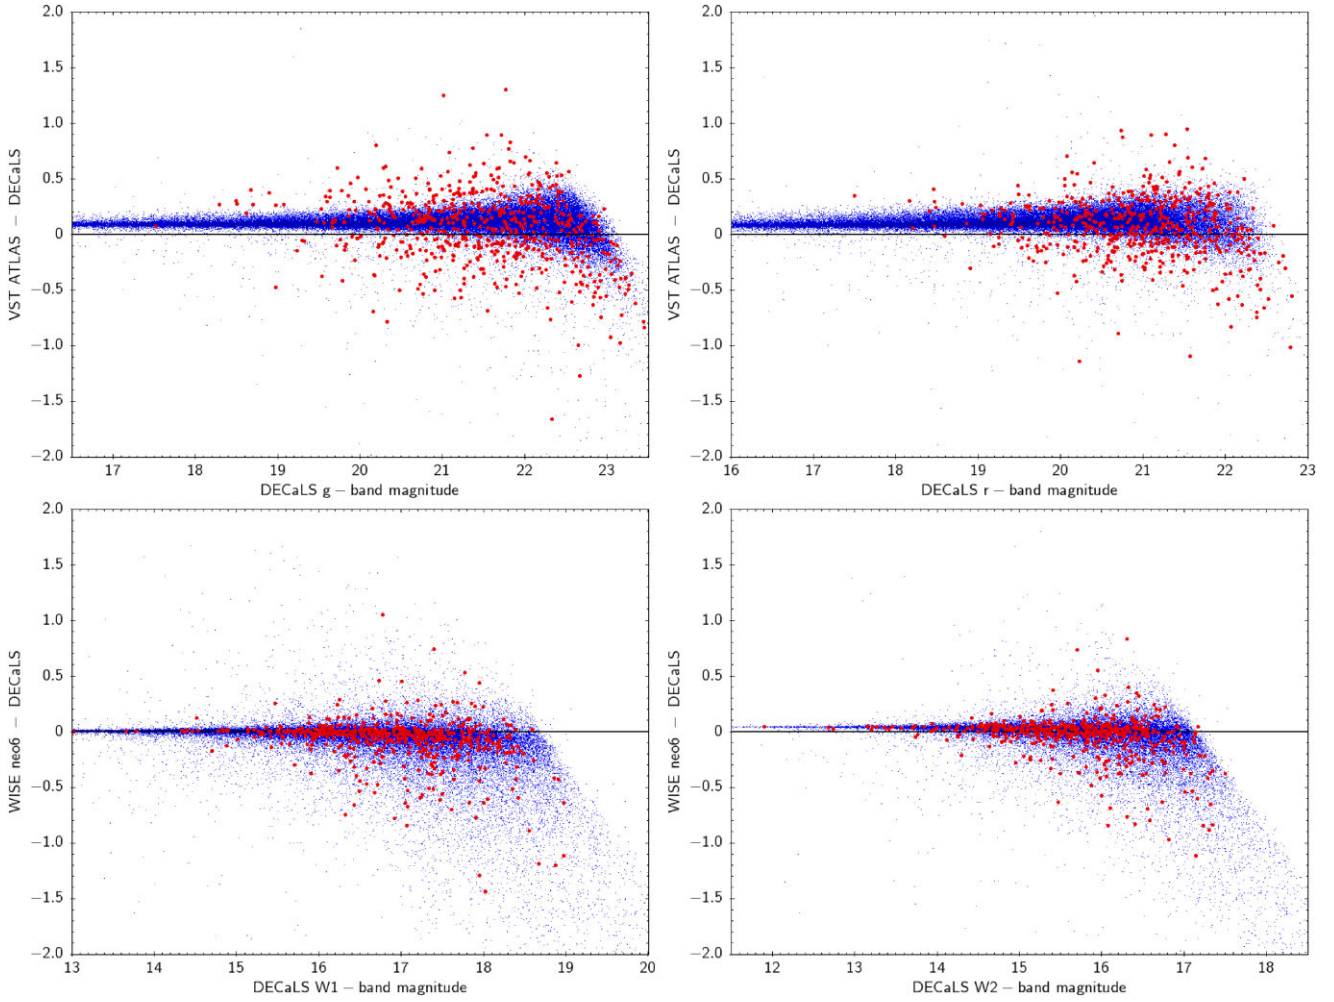 2.0 2.0
1.5 1.5
1.0 1.0
0.5 0.5
0 0
−0.5 −0.5
−1.0 −1.0
−1.5 −1.5
−2.0 −2.0
VST ATLAS − DECaLS
VST ATLAS − DECaLS
17 18 19 20 21 22 23
16 17 18 19 20 21 22 23
DECaLS g − band magnitude
DECaLS r − band magnitude
2.0 2.0
1.5 1.5
1.0 1.0
0.5 0.5
0 0
−0.5 −0.5
−1.0 −1.0
−1.5 −1.5
−2.0 −2.0
WISE neo6 − DECaLS
WISE neo6 − DECaLS
13 14 15 16 17 18 19 20
12 13 14 15 16 17 18
DECaLS W1 − band magnitude
DECaLS W2 − band magnitude